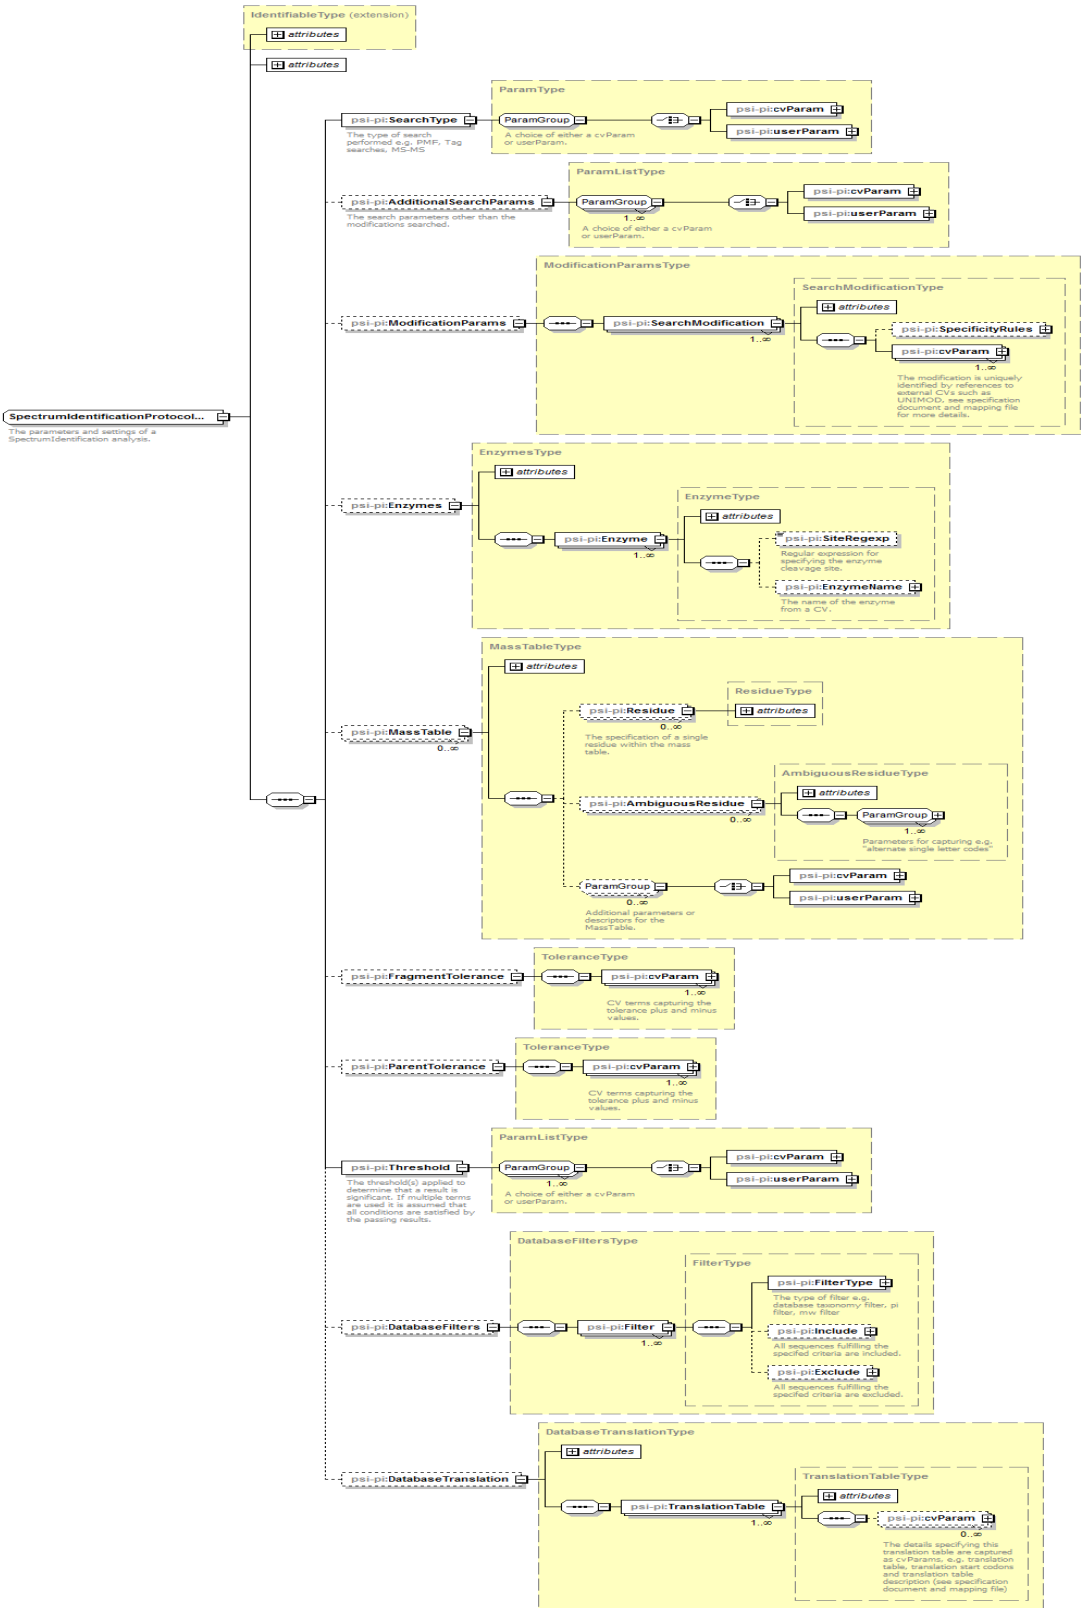 IdentifiableType (extension)
attributes
attributes
ParamType
psi-pi:SearchType
The type of search
performed e.g. PMF, Tag
searches, MS-MS
ParamGroup
A choice of either a cvParam
or userParam.
psi-pi:cvParam
psi-pi:userParam
ParamListType
psi-pi:AdditionalSearchParams
The search parameters other than the
modifications searched.
ParamGroup
1..∞
A choice of either a cvParam
or userParam.
psi-pi:cvParam
psi-pi:userParam
ModificationParamsType
psi-pi:ModificationParams
psi-pi:SearchModification
1..∞
SearchModificationType
attributes
psi-pi:SpecificityRules
psi-pi:cvParam
1..∞
The modification is uniquely
identified by references to
external CVs such as
UNIMOD, see specification
document and mapping file
for more details.
SpectrumIdentificationProtocol...
The parameters and settings of a
SpectrumIdentification analysis.
EnzymesType
attributes
psi-pi:Enzymes
psi-pi:Enzyme
1..∞
EnzymeType
attributes
psi-pi:SiteRegexp
Regular expression for
specifying the enzyme
cleavage site.
psi-pi:EnzymeName
The name of the enzyme
from a CV.
MassTableType
attributes
psi-pi:MassTable
0..∞
psi-pi:Residue
0..∞
The specification of a single
residue within the mass
table.
ResidueType
attributes
psi-pi:AmbiguousResidue
0..∞
AmbiguousResidueType
attributes
ParamGroup
1..∞
Parameters for capturing e.g.
"alternate single letter codes"
ParamGroup
0..∞
Additional parameters or
descriptors for the
MassTable.
psi-pi:cvParam
psi-pi:userParam
ToleranceType
psi-pi:FragmentTolerance
psi-pi:cvParam
1..∞
CV terms capturing the
tolerance plus and minus
values.
ToleranceType
psi-pi:ParentTolerance
psi-pi:cvParam
1..∞
CV terms capturing the
tolerance plus and minus
values.
ParamListType
psi-pi:Threshold
The threshold(s) applied to
determine that a result is
significant. If multiple terms
are used it is assumed that
all conditions are satisfied by
the passing results.
ParamGroup
1..∞
A choice of either a cvParam
or userParam.
psi-pi:cvParam
psi-pi:userParam
DatabaseFiltersType
psi-pi:DatabaseFilters
psi-pi:Filter
1..∞
FilterType
psi-pi:FilterType
The type of filter e.g.
database taxonomy filter, pi
filter, mw filter
psi-pi:Include
All sequences fulfilling the
specifed criteria are included.
psi-pi:Exclude
All sequences fulfilling the
specifed criteria are excluded.
DatabaseTranslationType
attributes
psi-pi:DatabaseTranslation
psi-pi:TranslationTable
1..∞
TranslationTableType
attributes
psi-pi:cvParam
0..∞
The details specifying this
translation table are captured
as cvParams, e.g. translation
table, translation start codons
and translation table
description (see specification
document and mapping file)